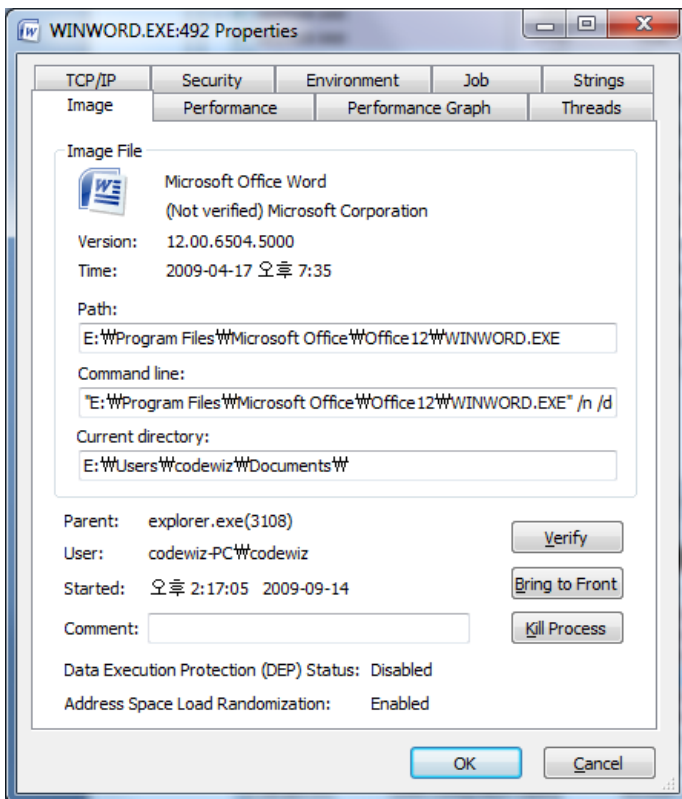 WINWORD.EXE:492 Properties
TCP/IP Security Environment Job Strings
Image Performance Performance Graph Threads
Image File
Microsoft Office Word
(Not verified) Microsoft Corporation
Version: 12.00.6504.5000
Time: 2009-04-17 오후 7:35
Path:
E:₩Program Files₩Microsoft Office₩Office12₩WINWORD.EXE
Command line:
"E:₩Program Files₩Microsoft Office₩Office12₩WINWORD.EXE" /n /d
Current directory:
E:₩Users₩codewiz₩Documents₩
Parent: explorer.exe(3108)
Verify
User: codewiz-PC₩codewiz
Started: 오후 2:17:05 2009-09-14
Bring to Front
Comment:
Kill Process
Data Execution Protection (DEP) Status: Disabled
Address Space Load Randomization: Enabled
OK Cancel